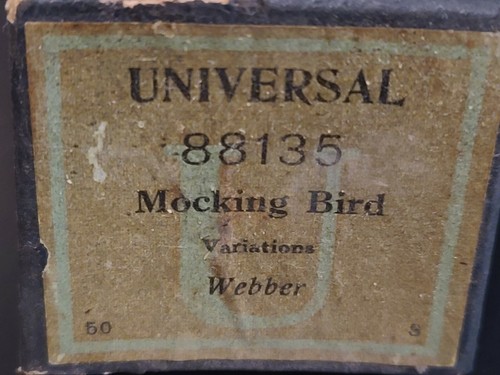 UNIVERSAL
88135
Mocking Bird
Variations
Webber
50 S
U